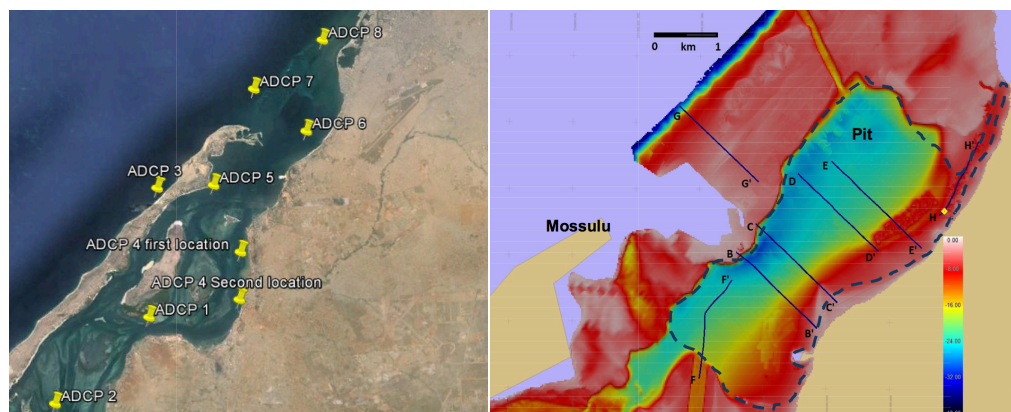 ADCP 8
ADCP 7
ADCP 6
ADCP 3
ADCP 5
ADCP 4 first location
ADCP 4 Second location
ADCP 1
ADCP 2
0 km 1
G
Pit
H'
E
D
G'
H
Mossulu
C
E'
D'
B
0.00
F'
-8.00
C'
-16.00
B'
-24.00
F
-32.00